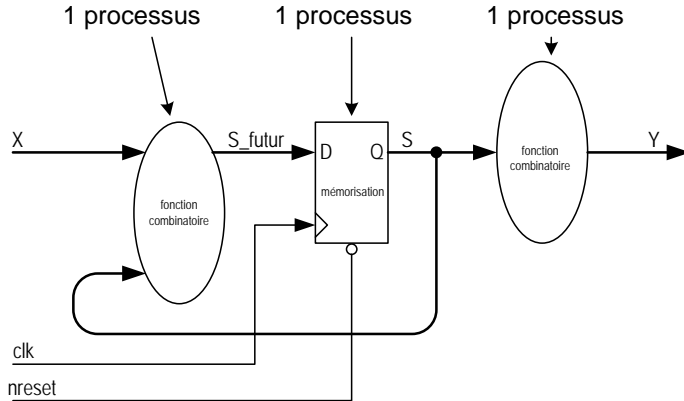 1 processus
1 processus
1 processus
X
S_futur
D
Q
S
Y
fonction
combinatoire
mémorisation
fonction
combinatoire
clk
nreset